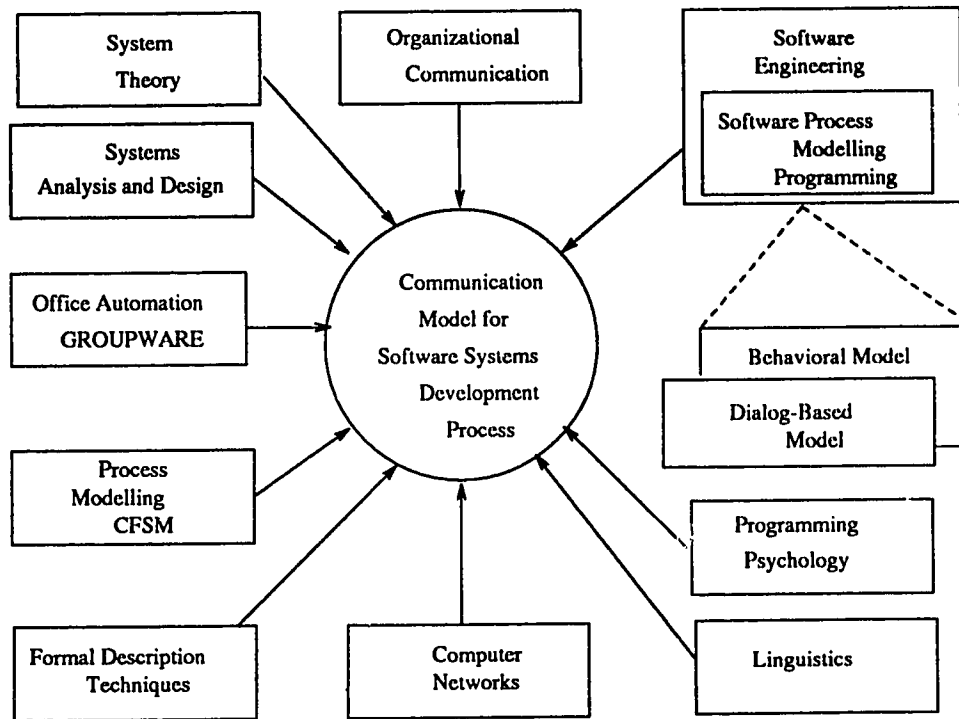 System
Theory
Organizational
Communication
Software
Engineering
Software Process
Modelling
Programming
Systems
Analysis and Design
Office Automation
GROUPWARE
Communication
Model for
Software Systems
Development
Process
Behavioral Model
Dialog-Based
Model
Process
Modelling
CFSM
Programming
Psychology
Formal Description
Techniques
Computer
Networks
Linguistics